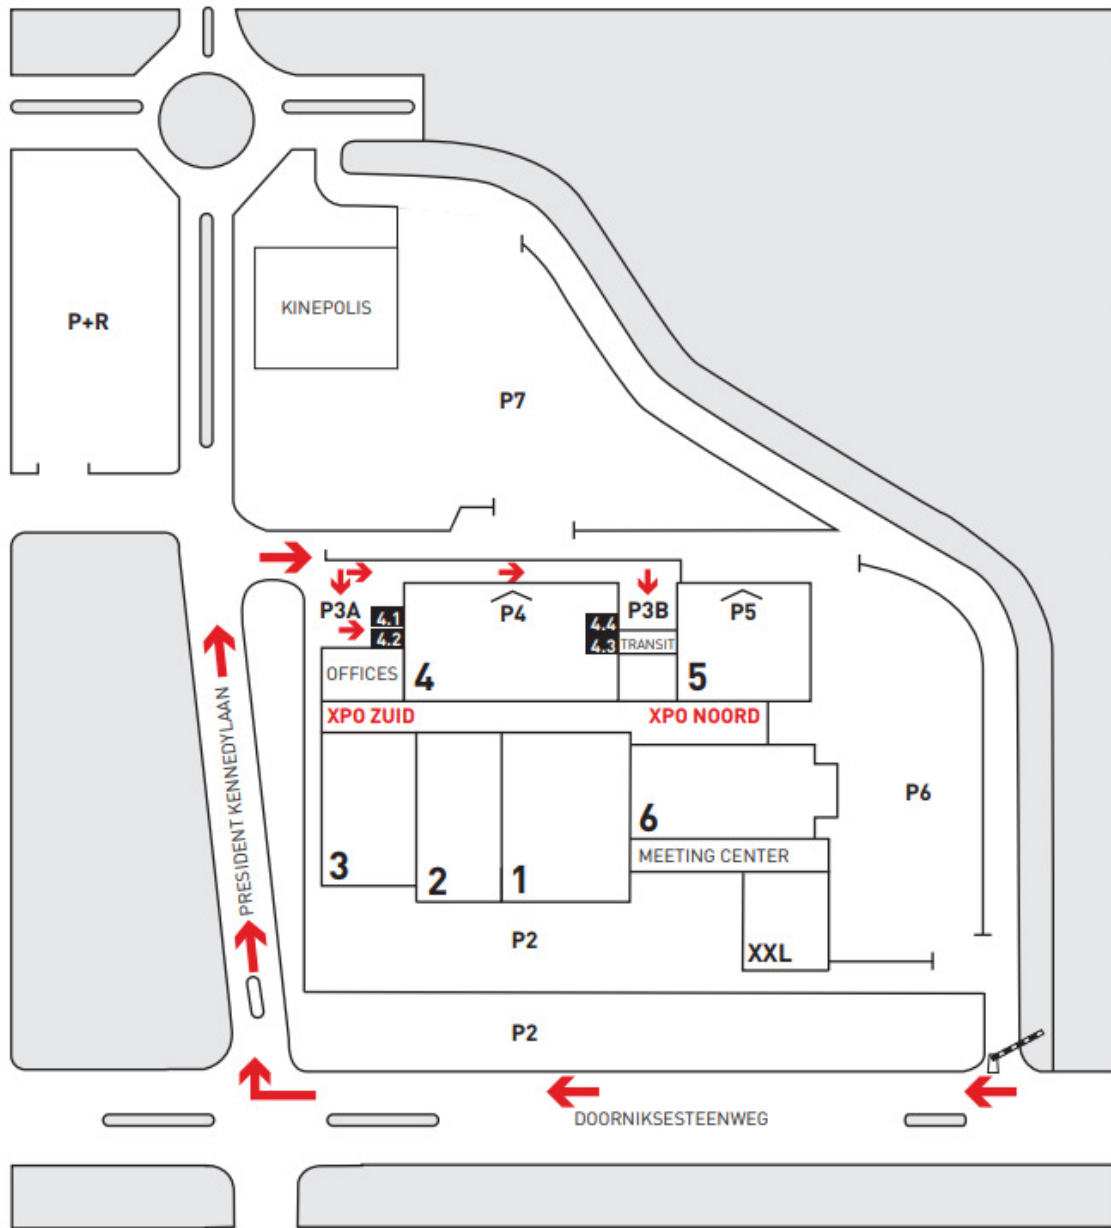 KINEPOLIS
P+R
P7
P3A
4.1
4.2
P4
4.4
4.3
P3B
TRANSIT
P5
OFFICES
4
5
XPO ZUID
XPO NOORD
PRESIDENT KENNEDYLAAN
P6
6
MEETING CENTER
3
2
1
P2
XXL
P2
DOORNIKSESTEENWEG